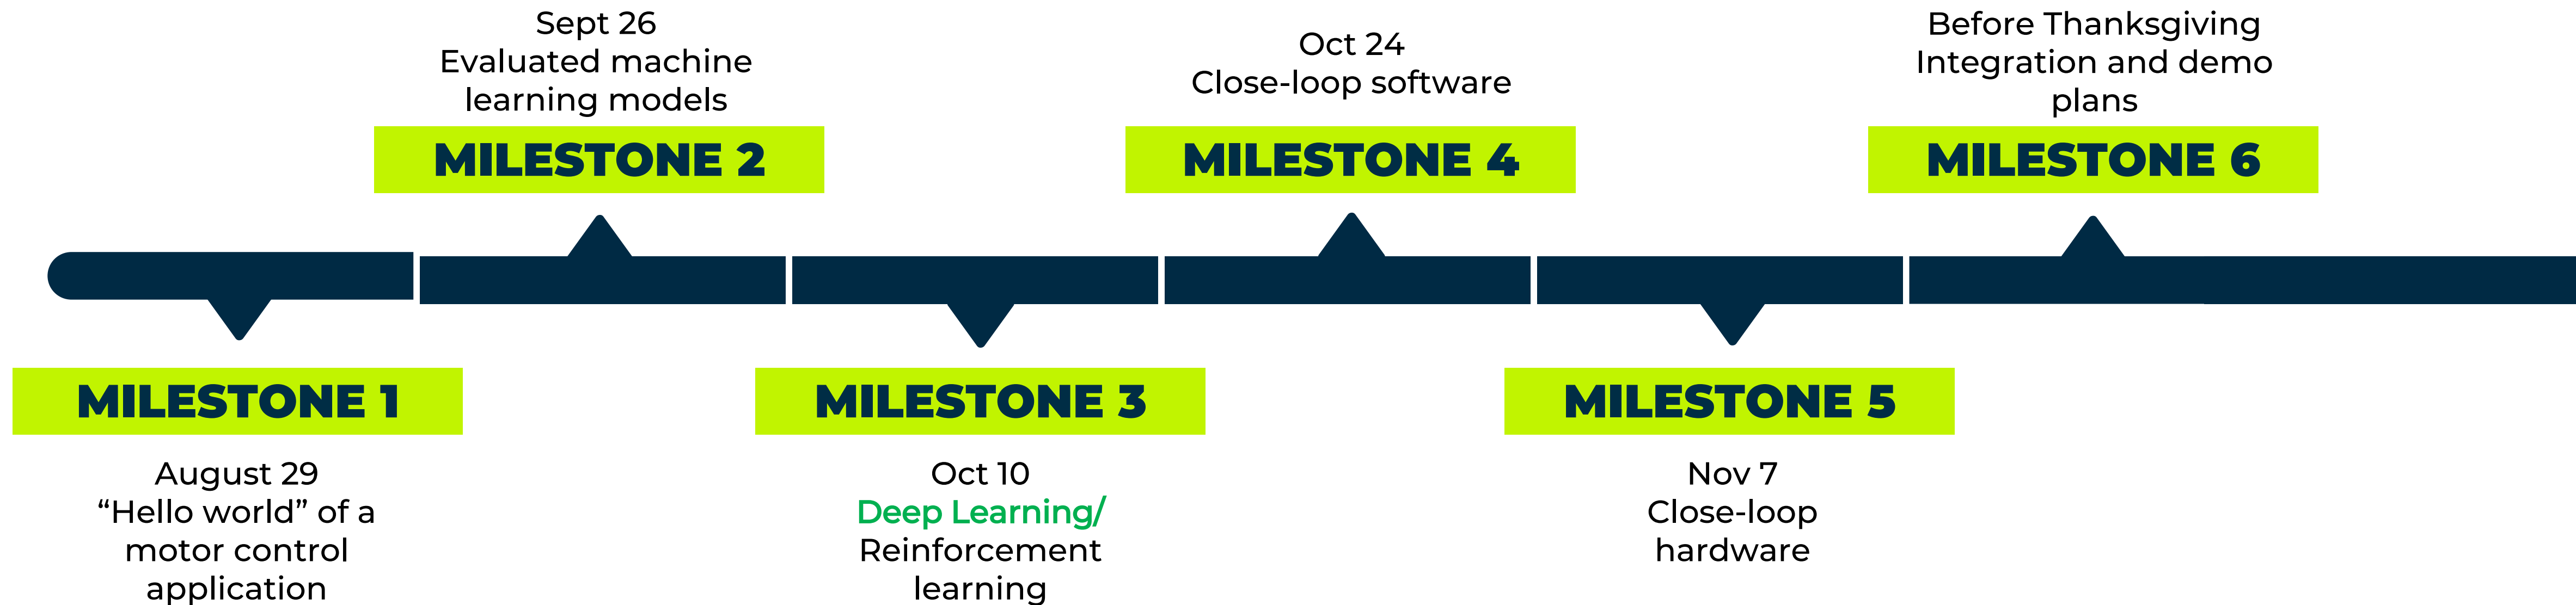 Sept 26
Evaluated machine
learning models
MILESTONE 2
Oct 24
Close-loop software
MILESTONE 4
Before Thanksgiving
Integration and demo
plans
MILESTONE 6
MILESTONE 1
August 29
“Hello world” of a
motor control
application
MILESTONE 3
Oct 10
Deep Learning/
Reinforcement
learning
MILESTONE 5
Nov 7
Close-loop
hardware